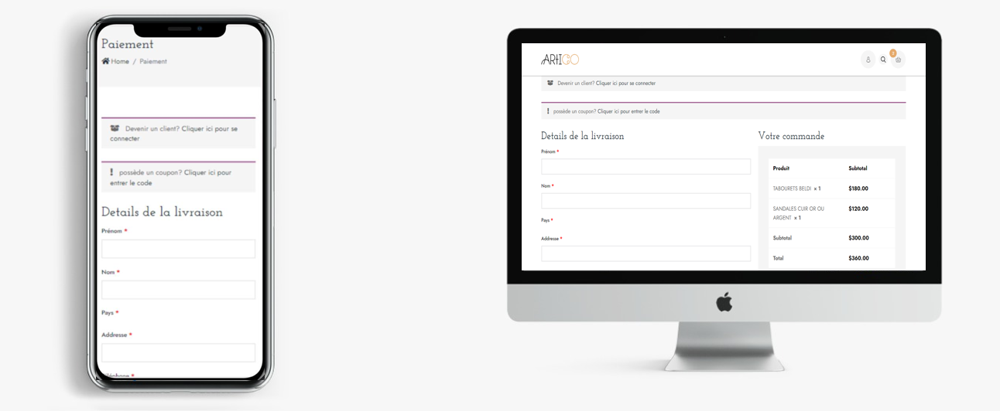 Paiement
Home / Paiement
Devenir un client? Cliquer ici pour se
connecter
possède un coupon? Cliquer ici pour
entrer le code
Details de la livraison
Prénom *
Nom *
Pays *
Addresse *
Téléphone *
ARTICO
3
Devenir un client? Cliquer ici pour se connecter
possède un coupon? Cliquer ici pour entrer le code
Details de la livraison
Prénom *
Nom *
Pays *
Addresse *
Votre commande
Produit Subtotal
TABOURETS BELDI × 1 $180.00
SANDALES CUIR OR OU $120.00
ARGENT × 1
Subtotal $300.00
Total $360.00